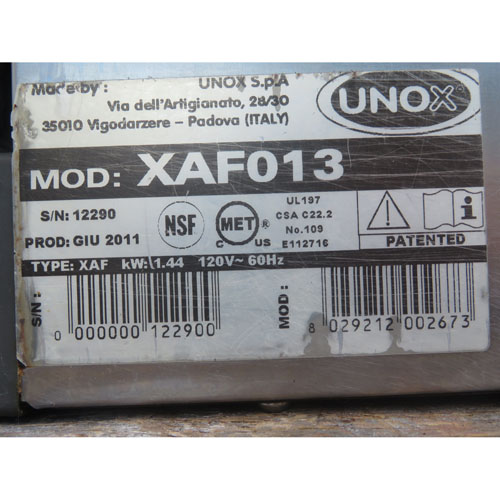 Made by: UNOX S.p.A
Via dell'Artigianato, 28/30
35010 Vigodarzere - Padova (ITALY)
UNOX
MOD: XAF013
S/N: 12290
PROD: GIU 2011
NSF
MET ®
C US
UL197
CSA C22.2
No.109
E112716
i
PATENTED
TYPE: XAF kW: 1.44 120V~ 60Hz
S/N:
0 000000 122900
MOD:
8 029212 002673